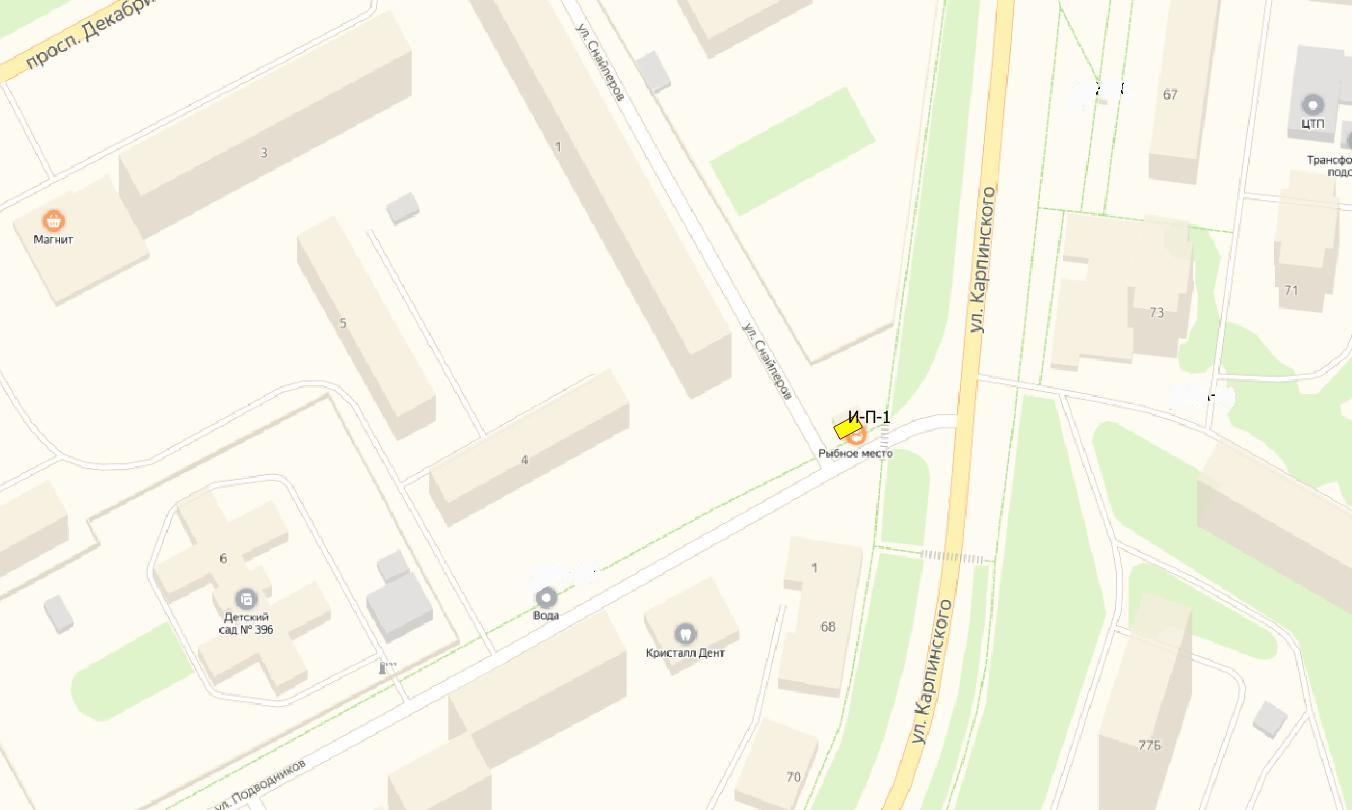 просп. Декабри
ул. Снайперов
67
ЦТП
3
1
Трансфо
подс
Магнит
ул. Карпинского
71
73
5
ул. Снайперов
И-П-1
Рыбное место
4
6
1
Детский
сад № 396
Вода
68
Кристалл Дент
ул. Карпинского
77Б
70
ул. Подводников